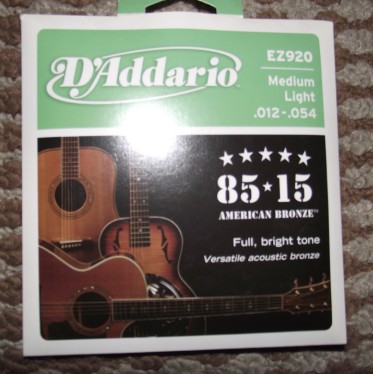 D'Addario
EZ920
Medium
Light
.012-.054
85★15
AMERICAN BRONZE™
Full, bright tone
Versatile acoustic bronze